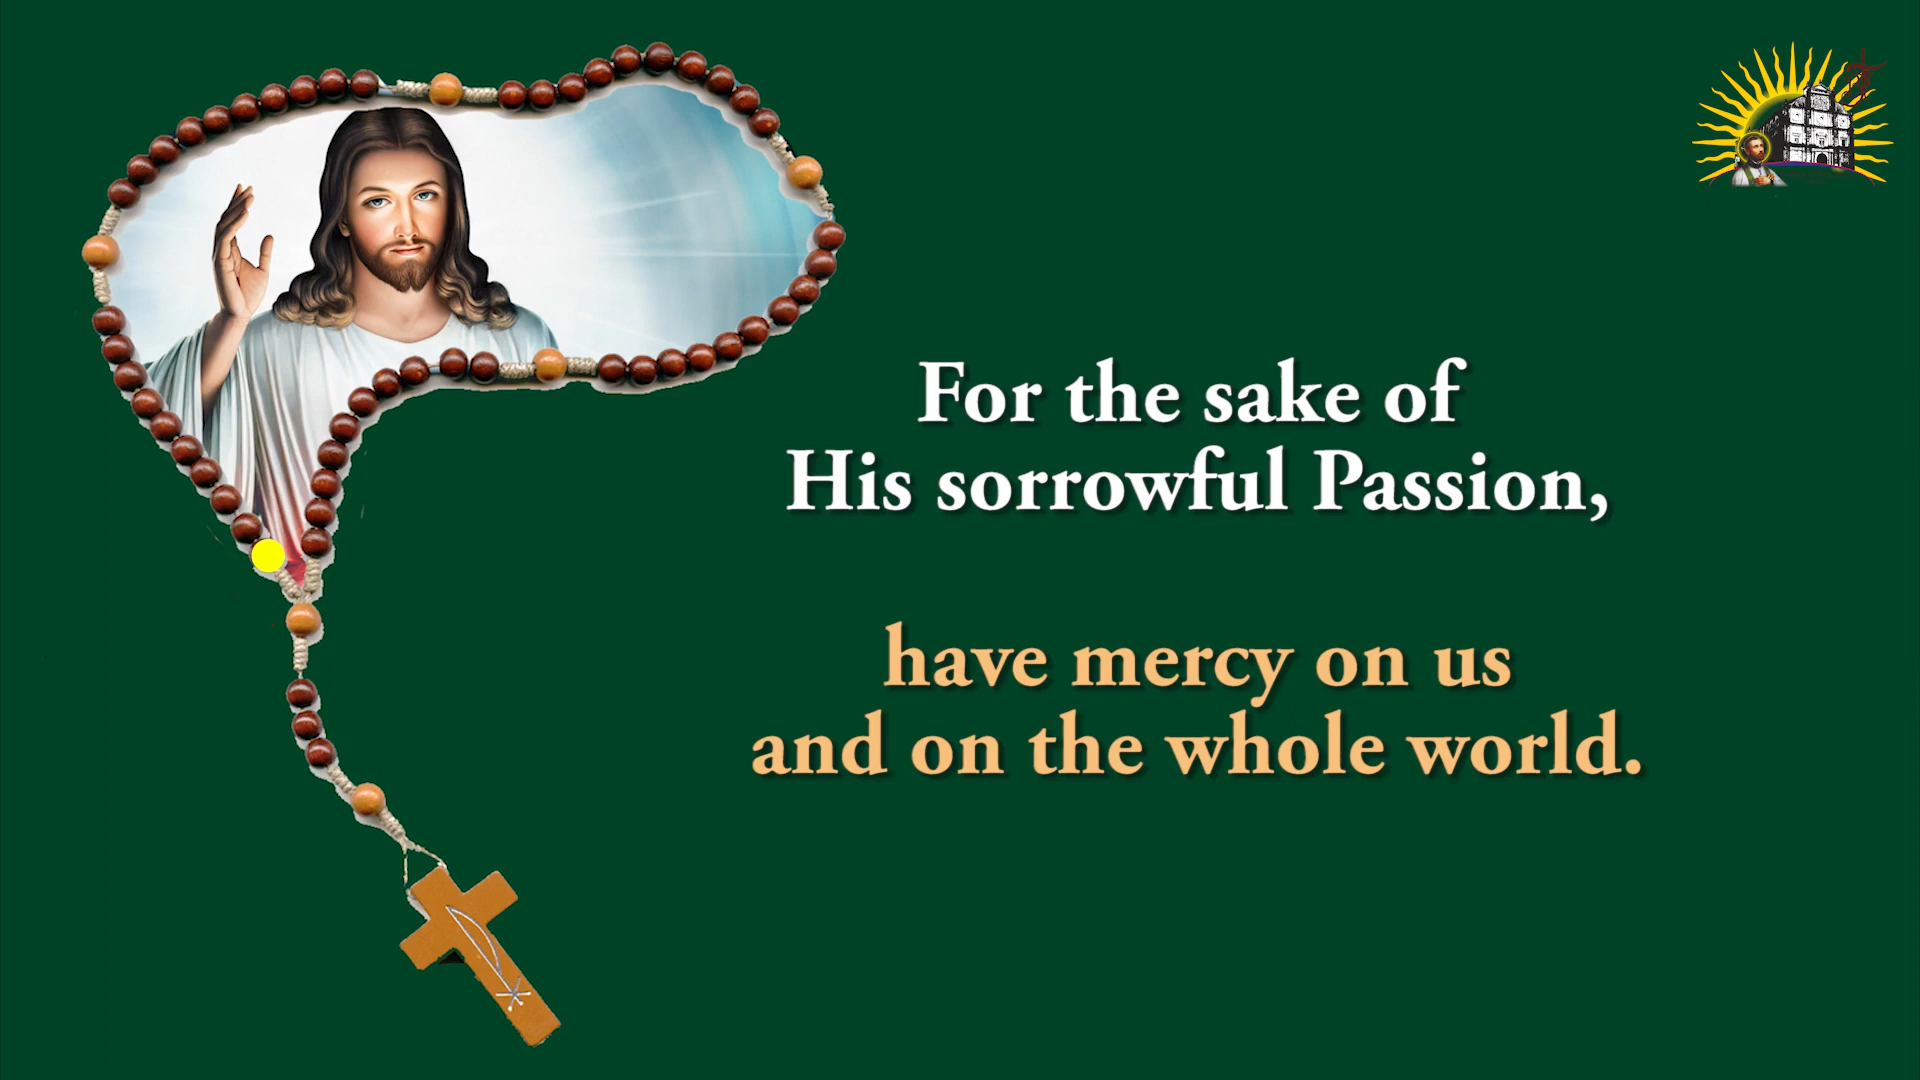 For the sake of
His sorrowful Passion,
have mercy on us
and on the whole world.